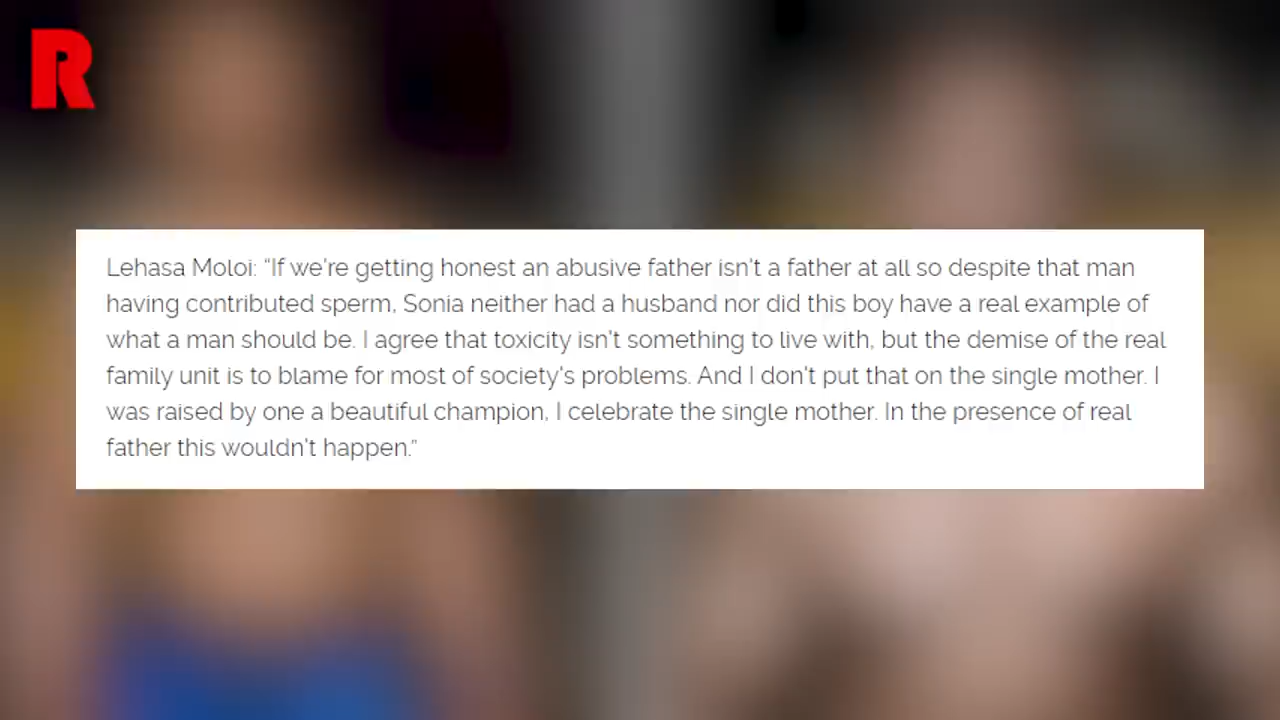 R
Lehasa Moloi: “If we're getting honest an abusive father isn't a father at all so despite that man
having contributed sperm, Sonia neither had a husband nor did this boy have a real example of
what a man should be. I agree that toxicity isn't something to live with, but the demise of the real
family unit is to blame for most of society's problems. And I don't put that on the single mother. I
was raised by one a beautiful champion, I celebrate the single mother. In the presence of real
father this wouldn't happen.”